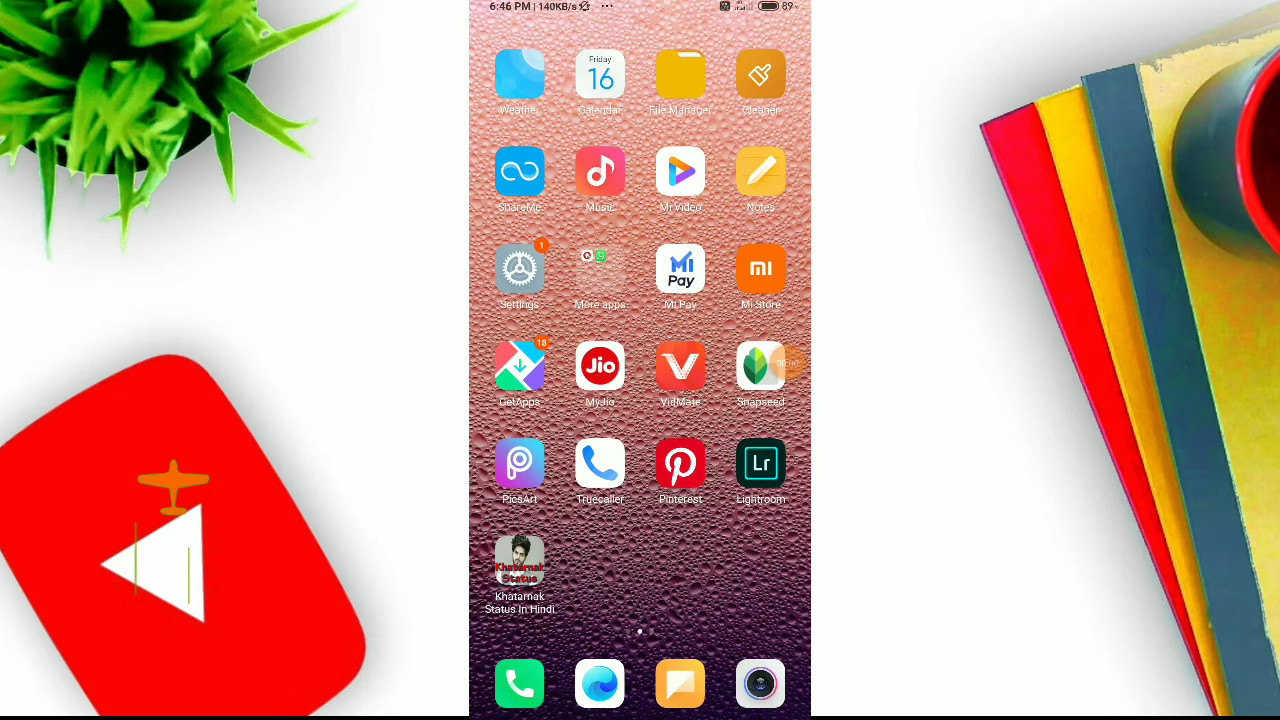 6:46 PM | 140KB/s ...
89
Friday
16
Weather
Calendar
File Manager
Cleaner
ShareMe
Music
Mi Video
Notes
1
Mi
Pay
mi
Settings
More apps
Mi Pay
Mi Store
18
Jio
00:00
GetApps
MyJio
VidMate
Snapseed
Lr
PicsArt
Truecaller
Pinterest
Lightroom
Khatarnak
Status
Khatarnak
Status In Hindi